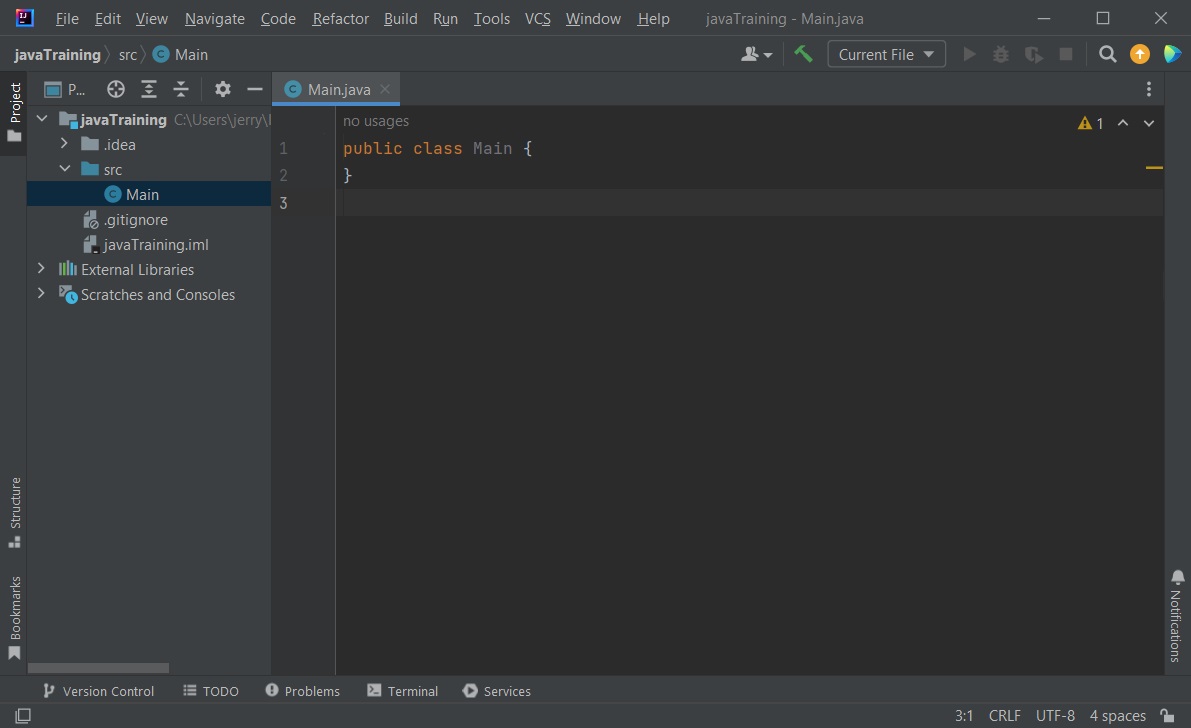 File Edit View Navigate Code Refactor Build Run Tools VCS Window Help javaTraining - Main.java
javaTraining src Main Current File
Project
P...
Main.java
javaTraining C:\Users\jerry\
.idea
src
Main
.gitignore
javaTraining.iml
External Libraries
Scratches and Consoles
no usages
1 public class Main {
2 }
3
1
Structure
Bookmarks
Notifications
Version Control TODO Problems Terminal Services
3:1 CRLF UTF-8 4 spaces